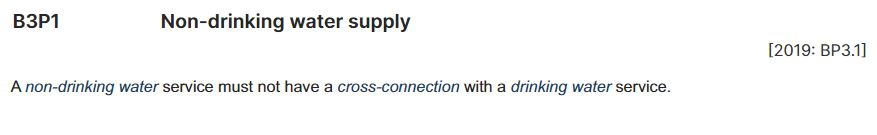 B3P1 Non-drinking water supply
[2019: BP3.1]
A non-drinking water service must not have a cross-connection with a drinking water service.